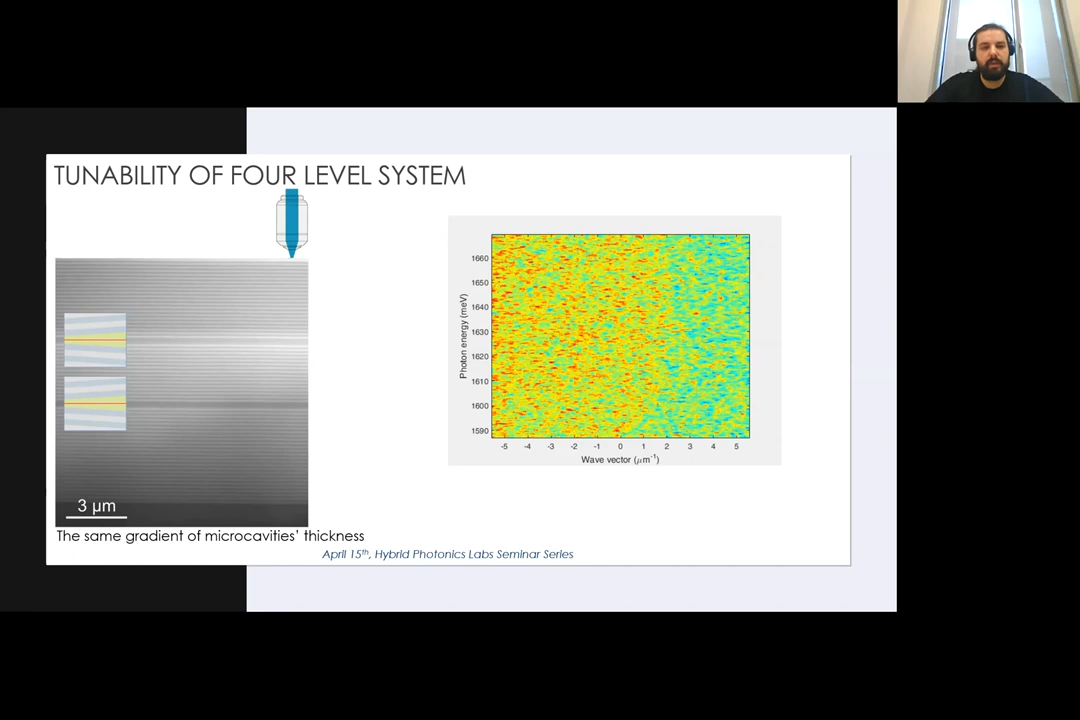 TUNABILITY OF FOUR LEVEL SYSTEM
3 μm
The same gradient of microcavities' thickness
1660
1650
1640
1630
1620
1610
1600
1590
Photon energy (meV)
-5 -4 -3 -2 -1 0 1 2 3 4 5
Wave vector (μm⁻¹)
April 15th, Hybrid Photonics Labs Seminar Series